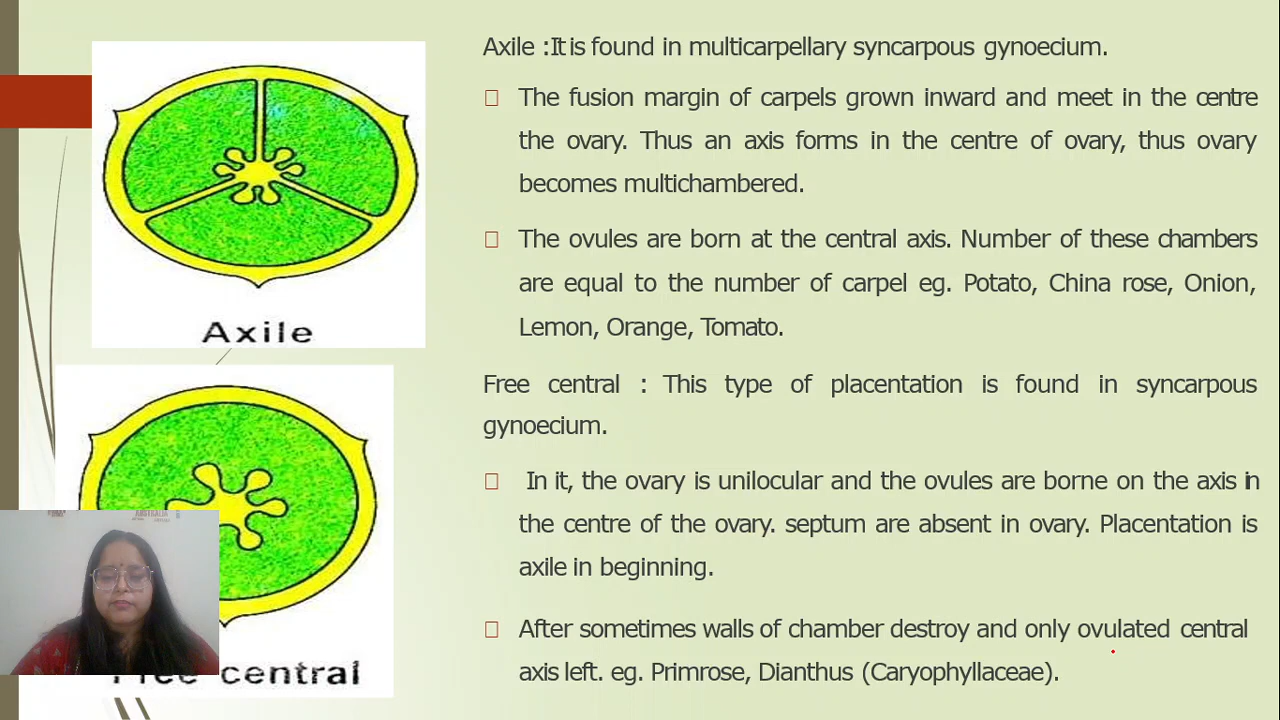 Axile :It is found in multicarpellary syncarpous gynoecium.
The fusion margin of carpels grown inward and meet in the centre
the ovary. Thus an axis forms in the centre of ovary, thus ovary
becomes multichambered.
The ovules are born at the central axis. Number of these chambers
are equal to the number of carpel eg. Potato, China rose, Onion,
Lemon, Orange, Tomato.
Axile
Free central : This type of placentation is found in syncarpous
gynoecium.
In it, the ovary is unilocular and the ovules are borne on the axis in
the centre of the ovary. septum are absent in ovary. Placentation is
axile in beginning.
After sometimes walls of chamber destroy and only ovulated central
axis left. eg. Primrose, Dianthus (Caryophyllaceae).
Free central